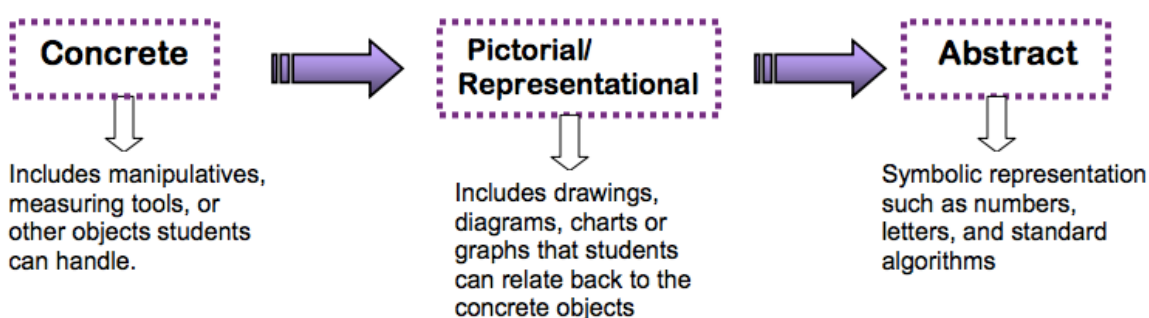 Concrete
Pictorial/
Representational
Abstract
Includes manipulatives,
measuring tools, or
other objects students
can handle.
Includes drawings,
diagrams, charts or
graphs that students
can relate back to the
concrete objects
Symbolic representation
such as numbers,
letters, and standard
algorithms